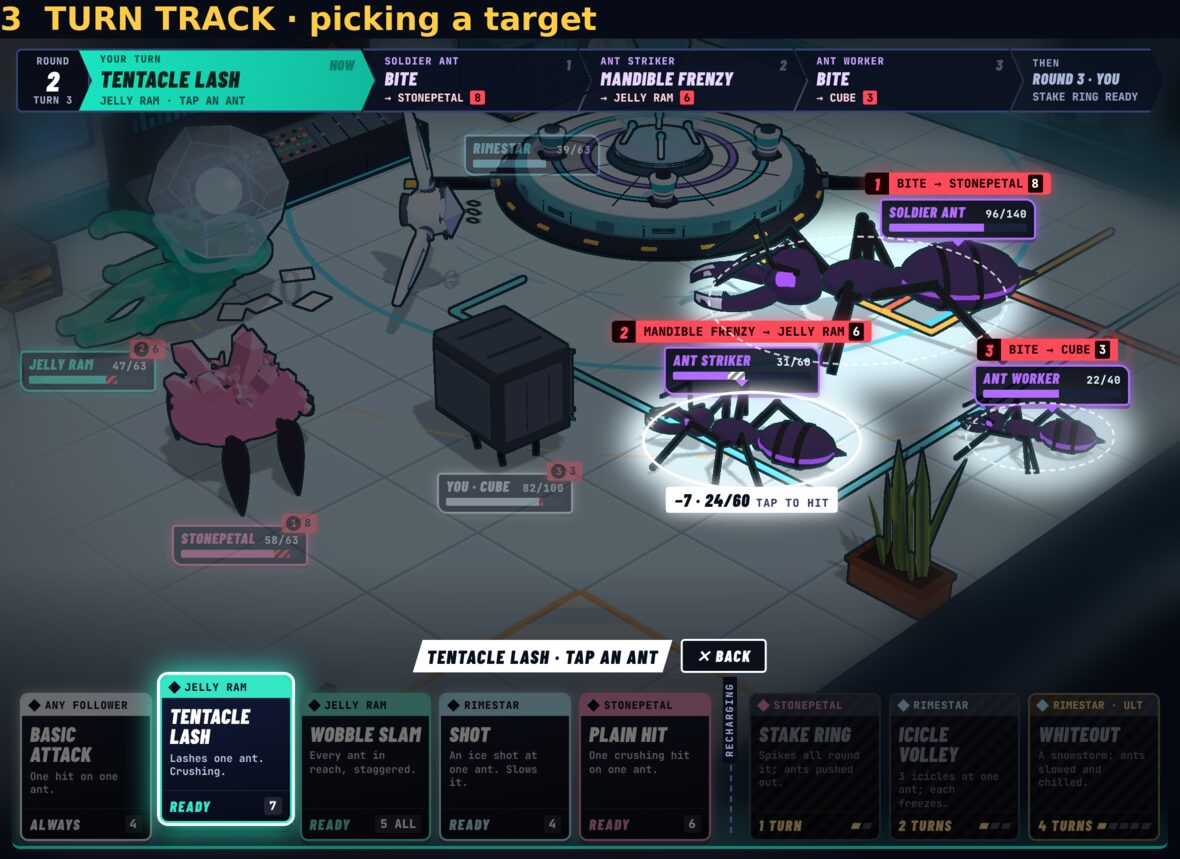 3 TURN TRACK · picking a target
ROUND
2
TURN 3
YOUR TURN
TENTACLE LASH
JELLY RAM · TAP AN ANT
NOW
SOLDIER ANT
BITE
→ STONEPETAL 8
1
ANT STRIKER
MANDIBLE FRENZY
→ JELLY RAM 6
2
ANT WORKER
BITE
→ CUBE 3
3
THEN
ROUND 3 · YOU
STAKE RING READY
RIMESTAR 39/63
1 BITE → STONEPETAL 8
SOLDIER ANT 96/140
2 MANDIBLE FRENZY → JELLY RAM 6
ANT STRIKER 31/60
3 BITE → CUBE 3
ANT WORKER 22/40
2 6
JELLY RAM 47/63
3 3
YOU · CUBE 82/100
−7 · 24/60 TAP TO HIT
1 8
STONEPETAL 58/63
TENTACLE LASH · TAP AN ANT
✕ BACK
ANY FOLLOWER
BASIC
ATTACK
One hit on one
ant.
ALWAYS 4
JELLY RAM
TENTACLE
LASH
Lashes one ant.
Crushing.
READY 7
JELLY RAM
WOBBLE SLAM
Every ant in
reach, staggered.
READY 5 ALL
RIMESTAR
SHOT
An ice shot at
one ant. Slows
it.
READY 4
STONEPETAL
PLAIN HIT
One crushing hit
on one ant.
READY 6
RECHARGING
STONEPETAL
STAKE RING
Spikes all round
it; ants pushed
out.
1 TURN
RIMESTAR
ICICLE
VOLLEY
3 icicles at one
ant; each
freezes.
2 TURNS
RIMESTAR · ULT
WHITEOUT
A snowstorm: ants
slowed and
chilled.
4 TURNS